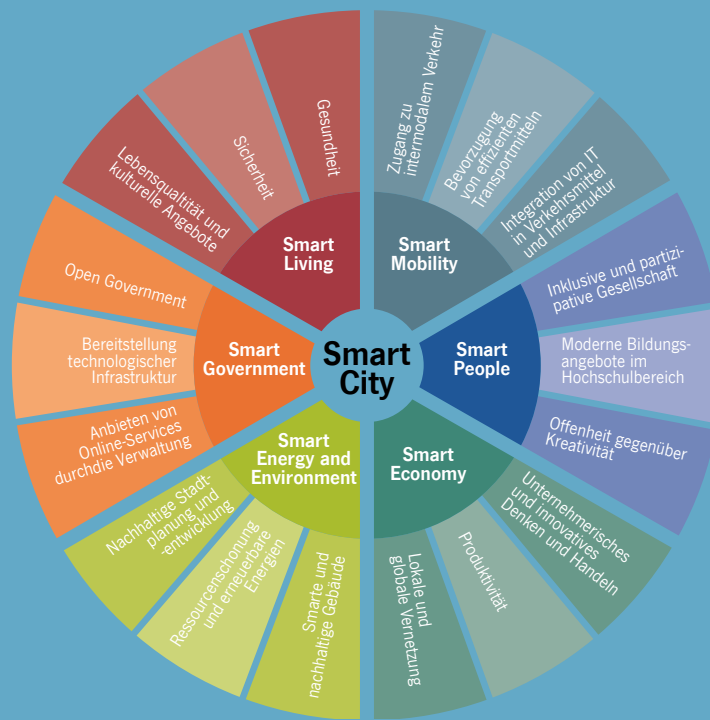 Smart
City
Smart
Mobility
Zugang zu
intermodalem Verkehr
Bevorzugung
von effizienten
Transportmitteln
Integration von IT
in Verkehrsmittel
und Infrastruktur
Smart
People
Inklusive und partizi-
pative Gesellschaft
Moderne Bildungs-
angebote im
Hochschulbereich
Offenheit gegenüber
Kreativität
Smart
Economy
Unternehmerisches
und innovatives
Denken und Handeln
Produktivität
Lokale und
globale Vernetzung
Smart
Energy and
Environment
Smarte und
nachhaltige Gebäude
Ressourcenschonung
und erneuerbare
Energien
Nachhaltige Stadt-
planung und
-entwicklung
Smart
Government
Anbieten von
Online-Services
durchdie Verwaltung
Bereitstellung
technologischer
Infrastruktur
Open Government
Smart
Living
Lebensqualtität und
kulturelle Angebote
Sicherheit
Gesundheit